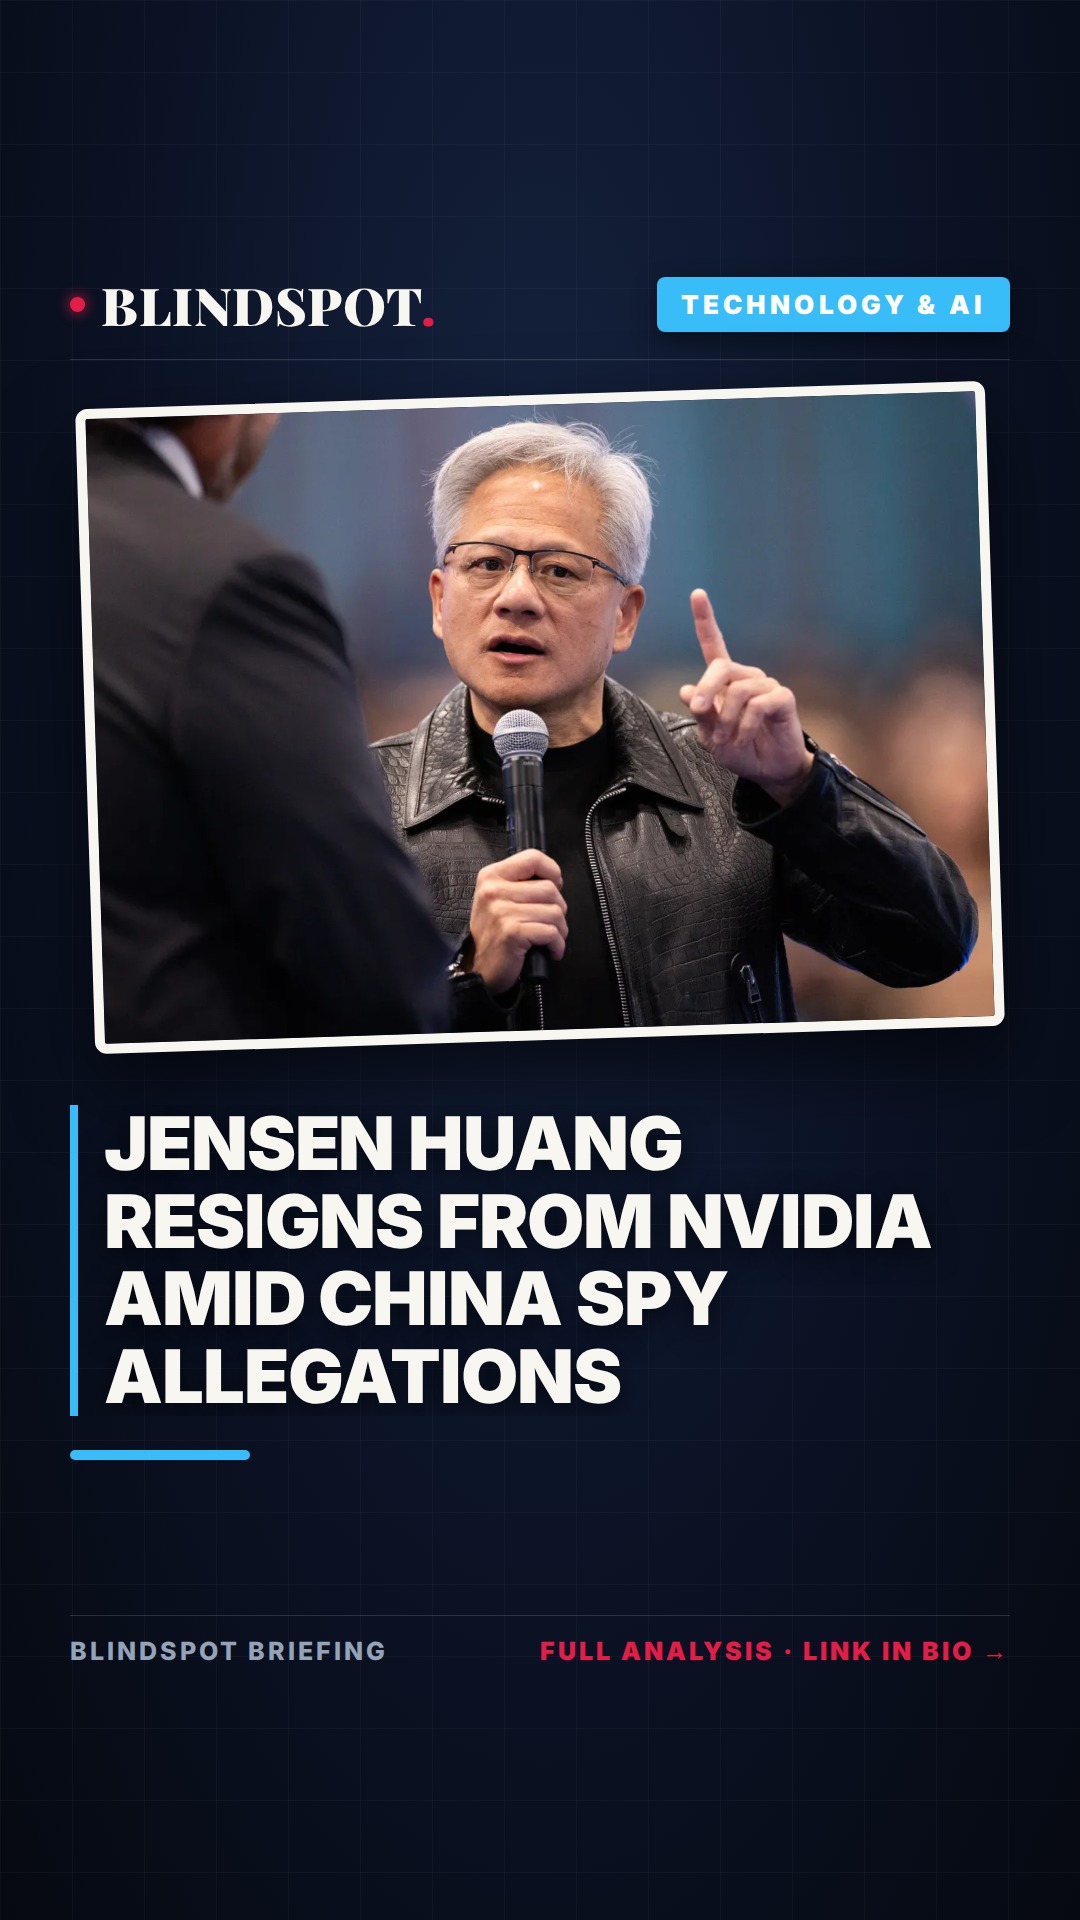 BLINDSPOT.
TECHNOLOGY & AI
JENSEN HUANG
RESIGNS FROM NVIDIA
AMID CHINA SPY
ALLEGATIONS
BLINDSPOT BRIEFING
FULL ANALYSIS · LINK IN BIO →